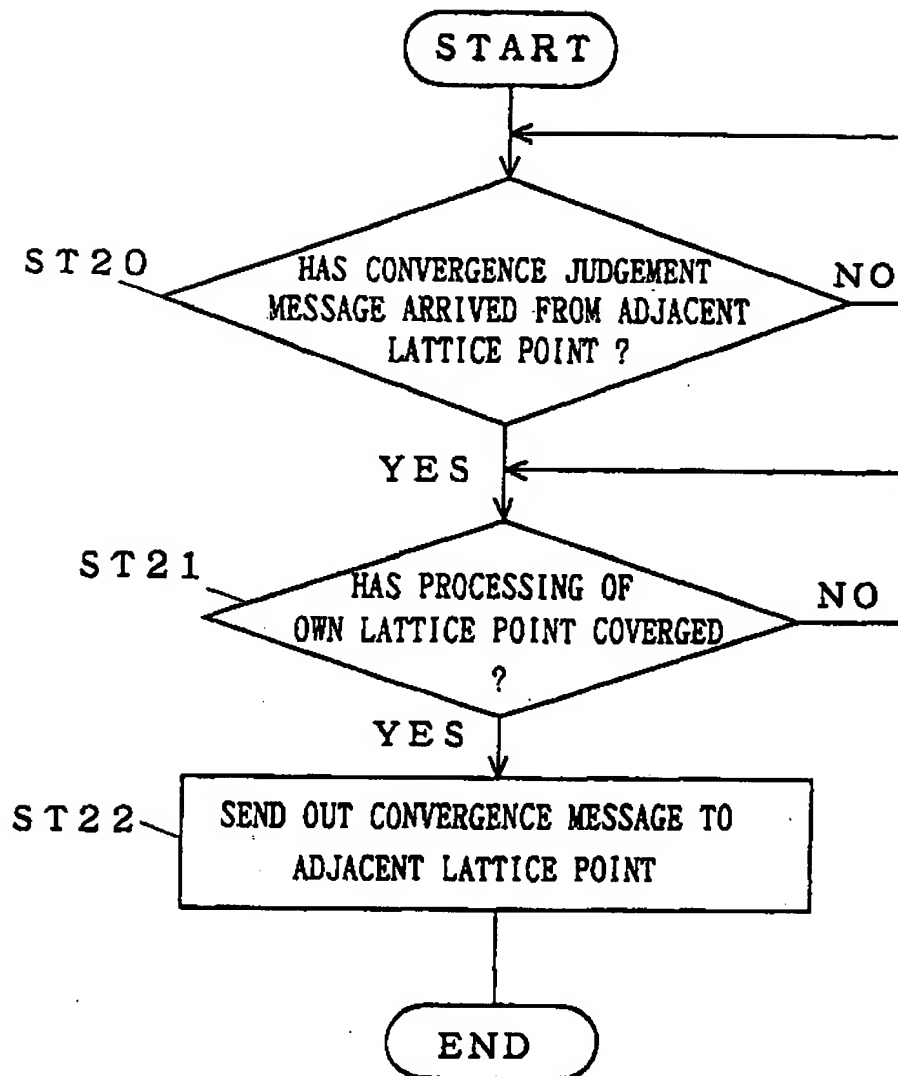 START
ST20
HAS CONVERGENCE JUDGEMENT
MESSAGE ARRIVED FROM ADJACENT
LATTICE POINT ?
NO
YES
ST21
HAS PROCESSING OF
OWN LATTICE POINT COVERGED
?
NO
YES
ST22
SEND OUT CONVERGENCE MESSAGE TO
ADJACENT LATTICE POINT
END